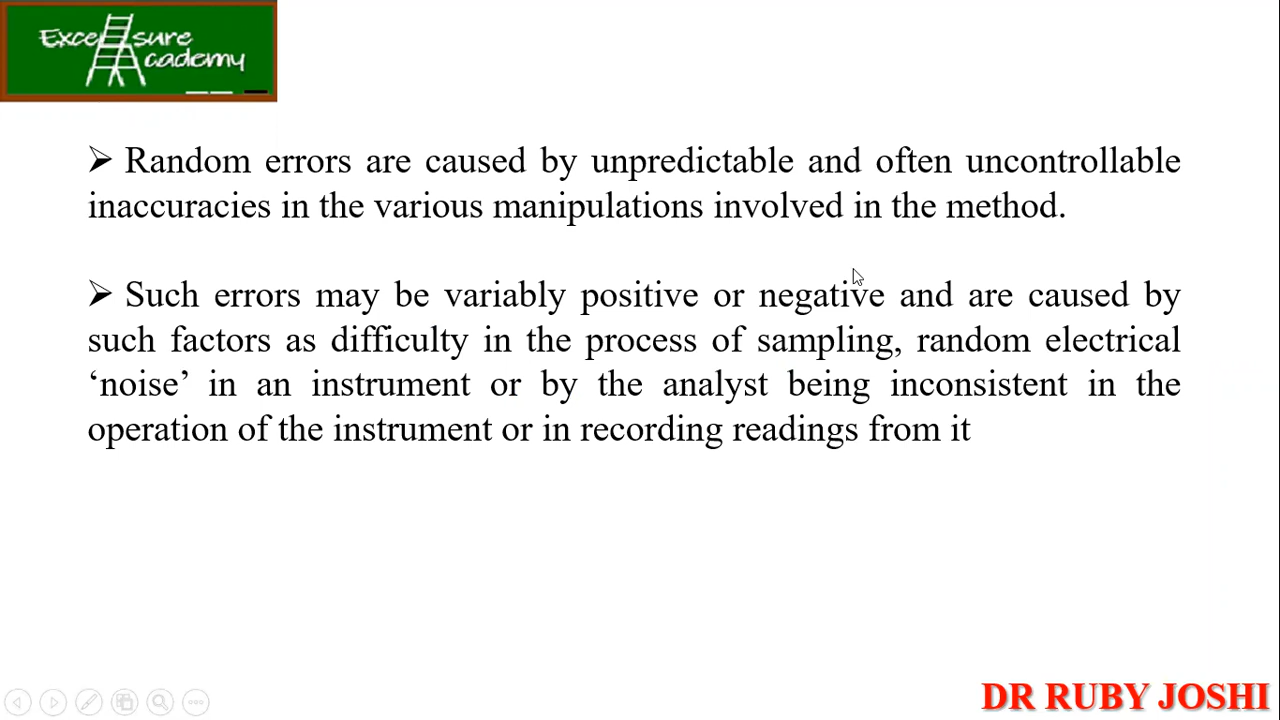 Excel sure
Academy
➢ Random errors are caused by unpredictable and often uncontrollable
inaccuracies in the various manipulations involved in the method.
➢ Such errors may be variably positive or negative and are caused by
such factors as difficulty in the process of sampling, random electrical
‘noise’ in an instrument or by the analyst being inconsistent in the
operation of the instrument or in recording readings from it
DR RUBY JOSHI